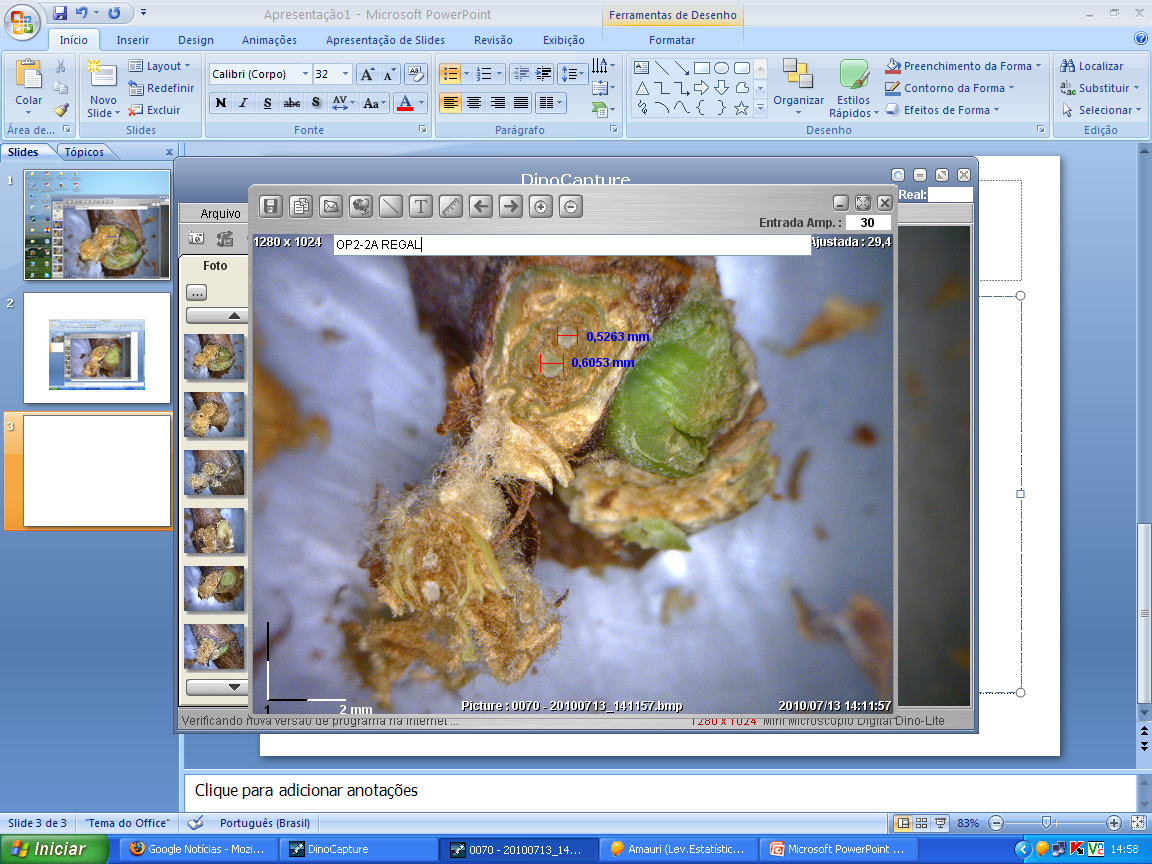 Apresentação1 - Microsoft PowerPoint
Ferramentas de Desenho
Início
Inserir
Design
Animações
Apresentação de Slides
Revisão
Exibição
Formatar
Colar
Área de...
Novo
Slide
Layout
Redefinir
Excluir
Slides
Calibri (Corpo)
32
N I S abc S AV Aa A
Fonte
Parágrafo
Organizar
Estilos
Rápidos
Preenchimento da Forma
Contorno da Forma
Efeitos de Forma
Desenho
Localizar
Substituir
Selecionar
Edição
Slides
Tópicos
x
1
2
3
DinoCapture
Real:
Arquivo
Foto
...
T
Entrada Amp. : 30
1280 x 1024
OP2-2A REGAL
Ajustada : 29,4
0,5263 mm
0,6053 mm
1
2 mm
Picture : 0070 - 20100713_141157.bmp
2010/07/13 14:11:57
Verificando nova versão de programa na internet ...
1280 x 1024 Mini Microscópio Digital Dino-Lite
Clique para adicionar anotações
Slide 3 de 3
"Tema do Office"
Português (Brasil)
83%
Iniciar
Google Notícias - Mozi...
DinoCapture
0070 - 20100713_14...
Amauri (Lev.Estatístic...
Microsoft PowerPoint ...
14:58